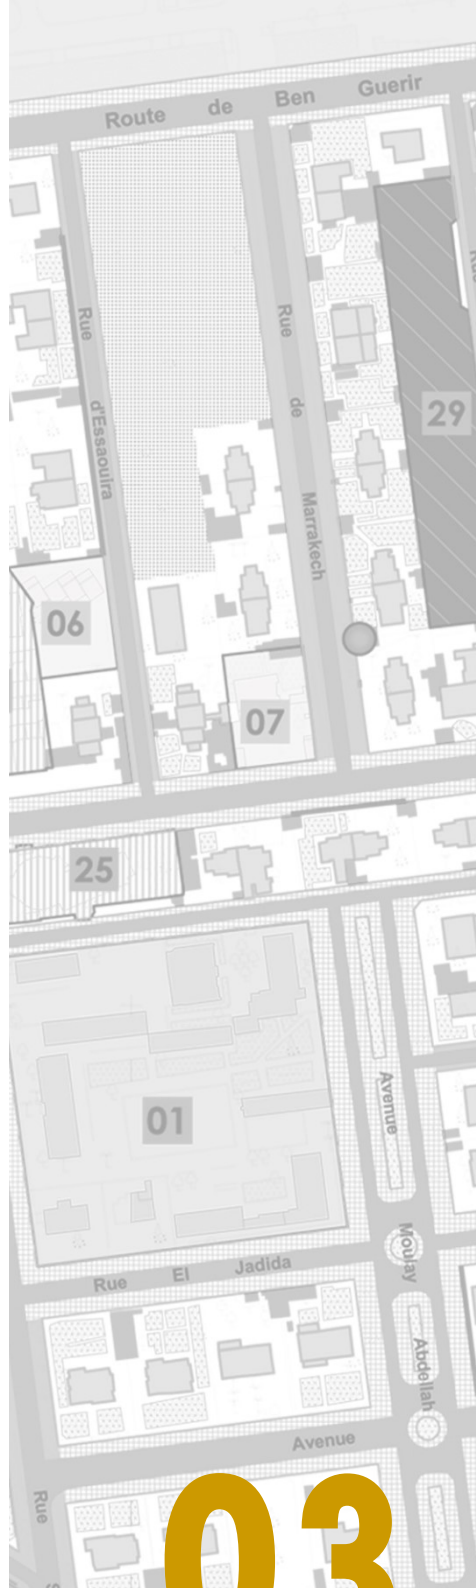 Route de Ben Guerir
Rue d'Essaouira
Rue de Marrakech
29
06
07
25
01
Avenue Moulay Abdellah
Rue El Jadida
Avenue
Rue
03